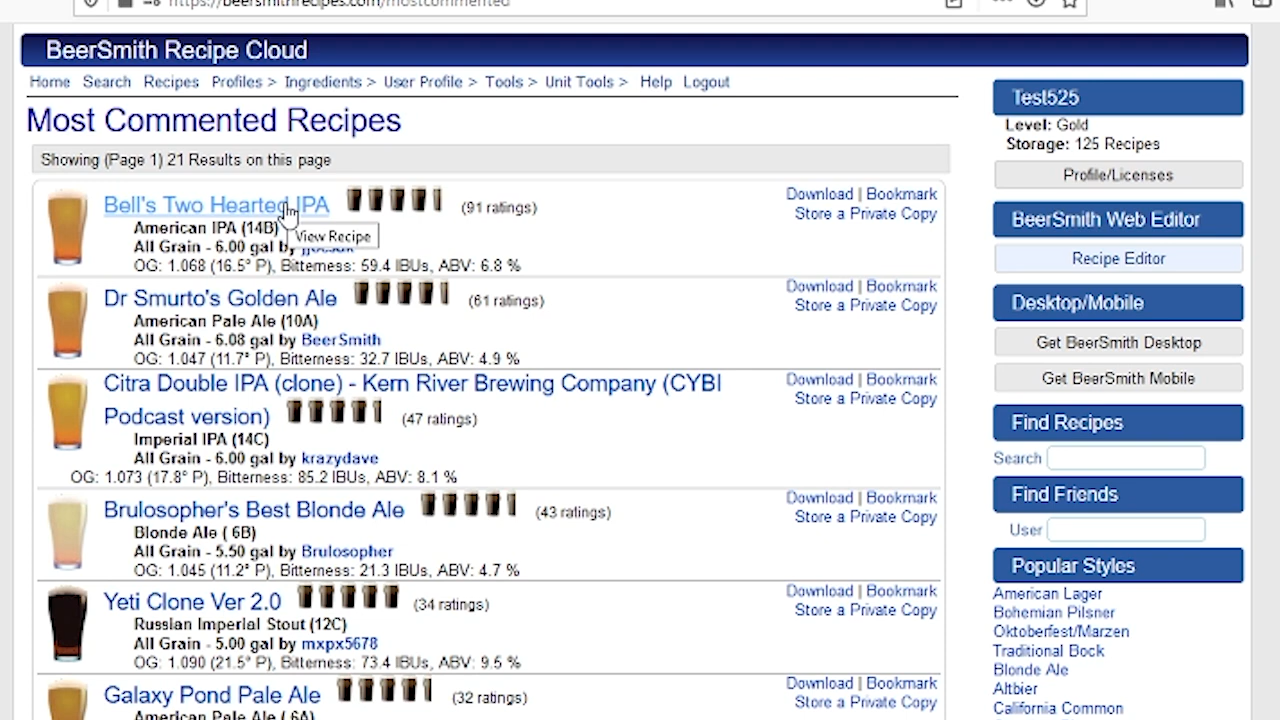 https://beersmithrecipes.com/mostcommented
BeerSmith Recipe Cloud
Home Search Recipes Profiles > Ingredients > User Profile > Tools > Unit Tools > Help Logout
Most Commented Recipes
Showing (Page 1) 21 Results on this page
Bell's Two Hearted IPA (91 ratings)
Download | Bookmark
Store a Private Copy
American IPA (14B)
View Recipe
All Grain - 6.00 gal by
OG: 1.068 (16.5° P), Bitterness: 59.4 IBUs, ABV: 6.8 %
Dr Smurto's Golden Ale (61 ratings)
Download | Bookmark
Store a Private Copy
American Pale Ale (10A)
All Grain - 6.08 gal by BeerSmith
OG: 1.047 (11.7° P), Bitterness: 32.7 IBUs, ABV: 4.9 %
Citra Double IPA (clone) - Kern River Brewing Company (CYBI
Podcast version) (47 ratings)
Download | Bookmark
Store a Private Copy
Imperial IPA (14C)
All Grain - 6.00 gal by krazydave
OG: 1.073 (17.8° P), Bitterness: 85.2 IBUs, ABV: 8.1 %
Brulosopher's Best Blonde Ale (43 ratings)
Download | Bookmark
Store a Private Copy
Blonde Ale ( 6B)
All Grain - 5.50 gal by Brulosopher
OG: 1.045 (11.2° P), Bitterness: 21.3 IBUs, ABV: 4.7 %
Yeti Clone Ver 2.0 (34 ratings)
Download | Bookmark
Store a Private Copy
Russian Imperial Stout (12C)
All Grain - 5.00 gal by mxpx5678
OG: 1.090 (21.5° P), Bitterness: 73.4 IBUs, ABV: 9.5 %
Galaxy Pond Pale Ale (32 ratings)
Download | Bookmark
Store a Private Copy
American Pale Ale ( 6A)
Test525
Level: Gold
Storage: 125 Recipes
Profile/Licenses
BeerSmith Web Editor
Recipe Editor
Desktop/Mobile
Get BeerSmith Desktop
Get BeerSmith Mobile
Find Recipes
Search
Find Friends
User
Popular Styles
American Lager
Bohemian Pilsner
Oktoberfest/Marzen
Traditional Bock
Blonde Ale
Altbier
California Common